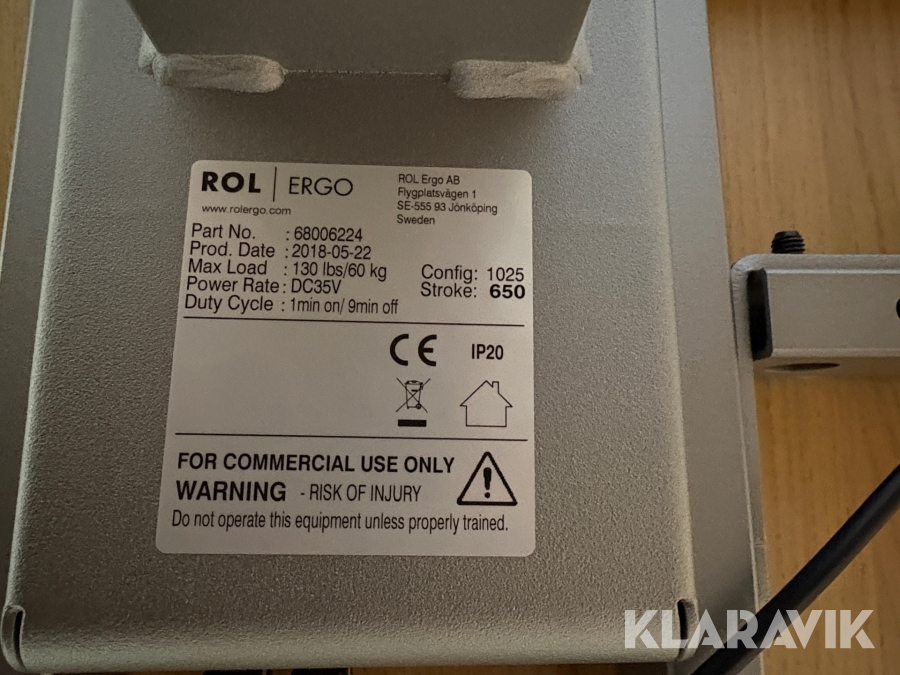 ROL | ERGO
www.rolergo.com
ROL Ergo AB
Flygplatsvägen 1
SE-555 93 Jönköping
Sweden
Part No. : 68006224
Prod. Date : 2018-05-22
Max Load : 130 lbs/60 kg
Power Rate : DC35V
Duty Cycle : 1min on/ 9min off
Config: 1025
Stroke: 650
CE IP20
FOR COMMERCIAL USE ONLY
WARNING - RISK OF INJURY
Do not operate this equipment unless properly trained.
KLARAVIK